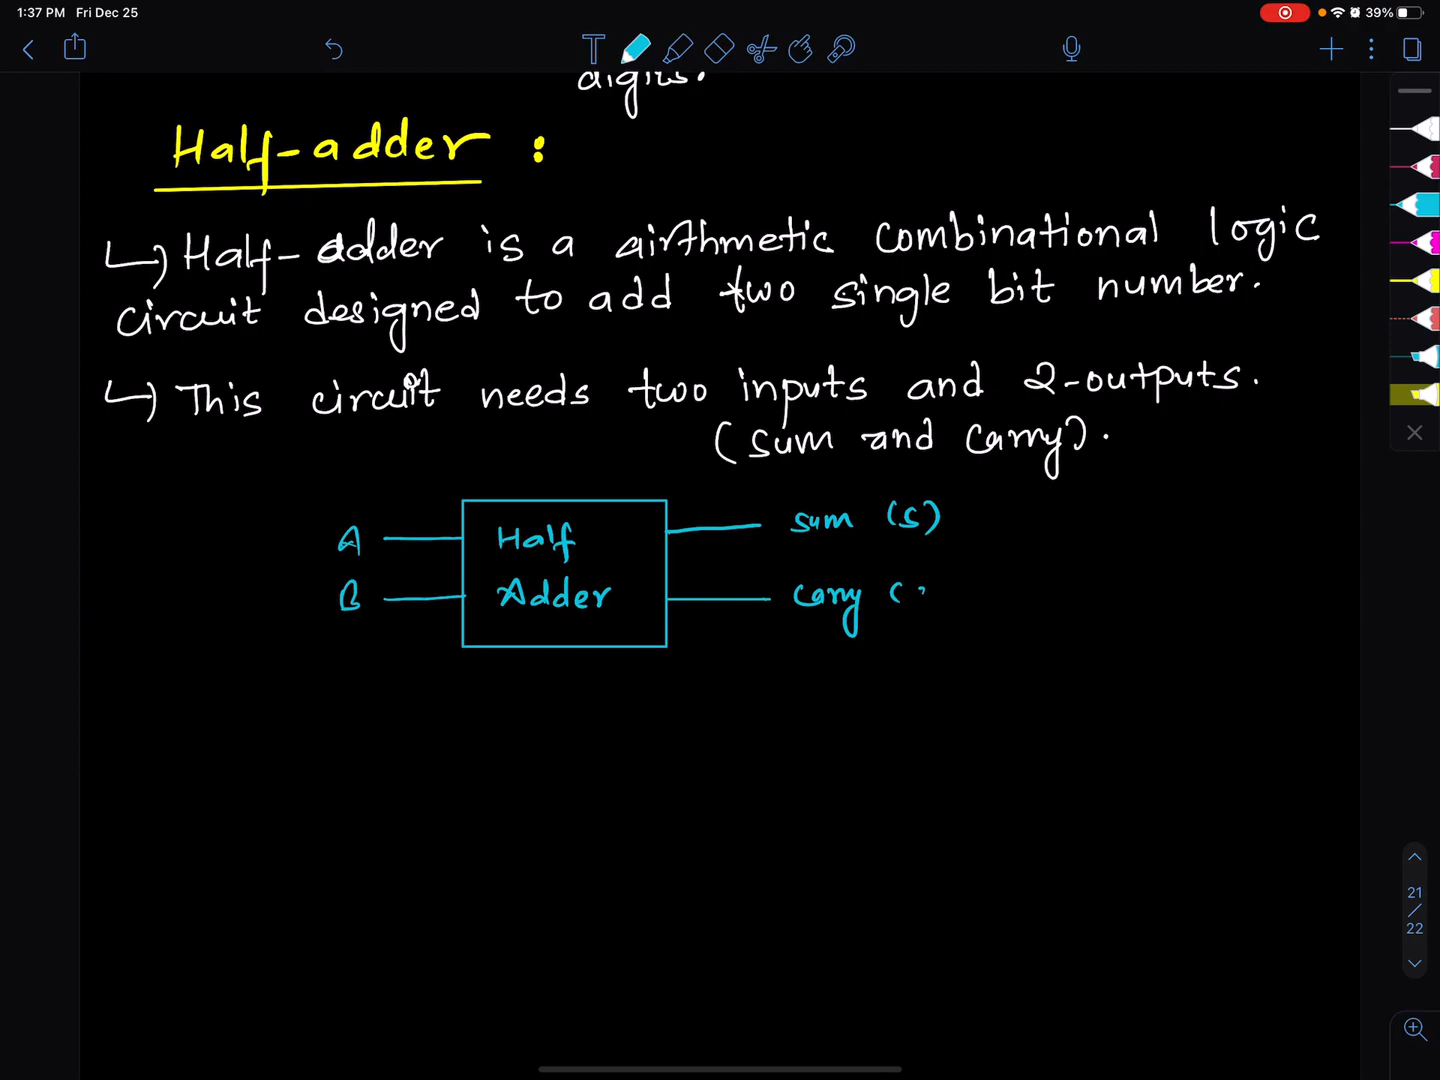 1:37 PM Fri Dec 25
39%
digits.
Half-adder :
↳ Half-adder is a airthmetic combinational logic
circuit designed to add two single bit number.
↳ This circuit needs two inputs and 2-outputs.
(sum and carry).
A Half sum (S)
B Adder carry (
21
/
22